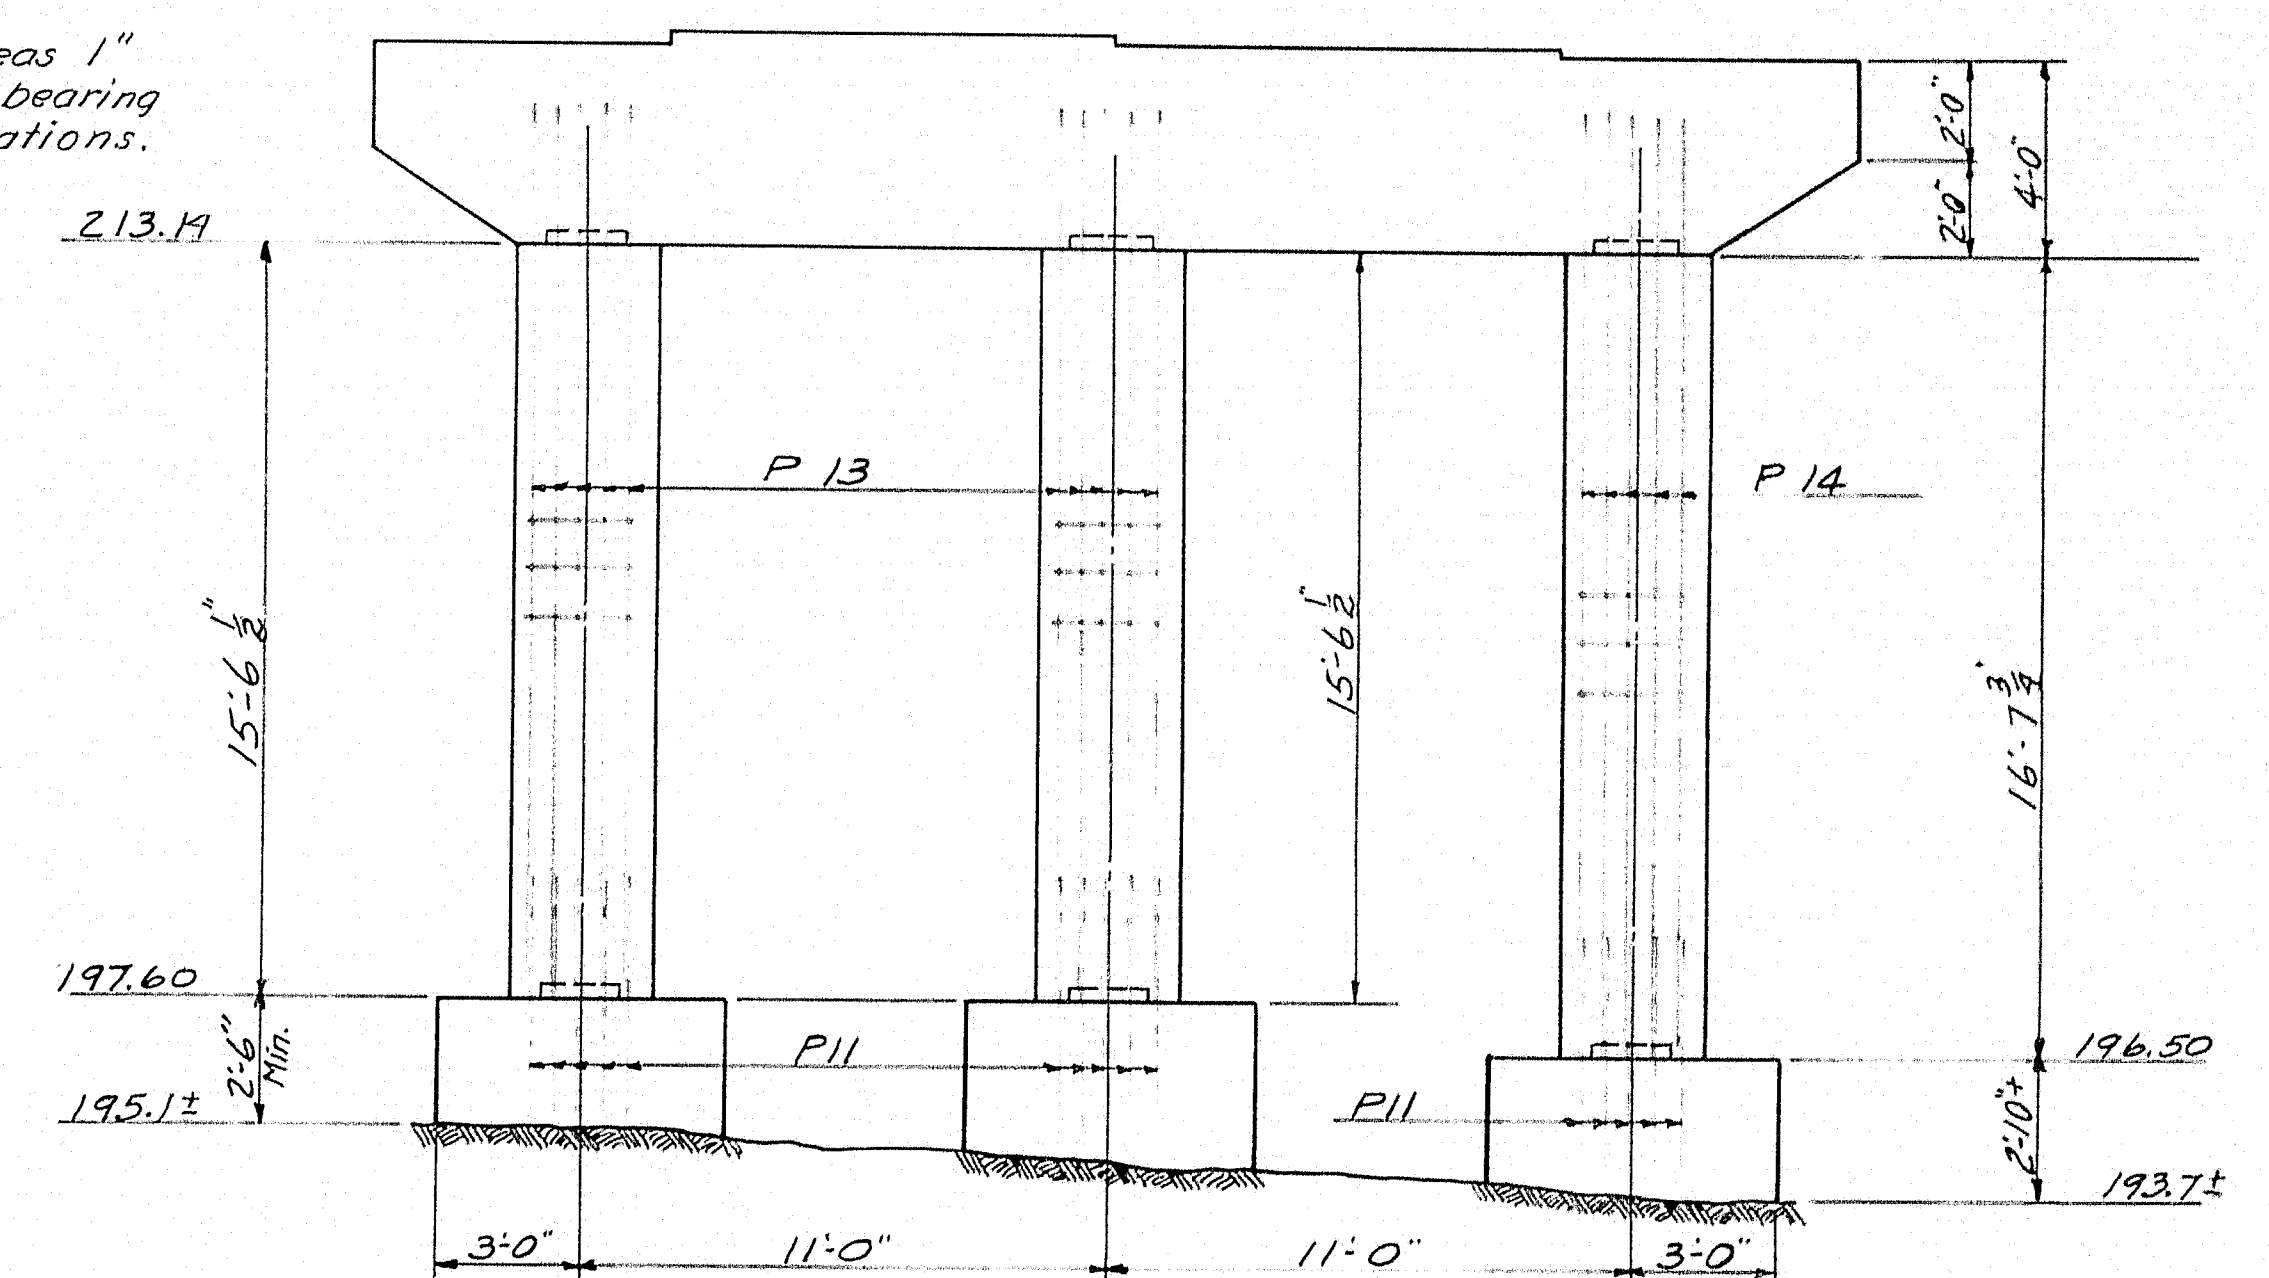 eas 1"
bearing
ations.
213.14
2'-0"
2'-0"
4'-0"
P 13
P 14
15'-6 1/2"
15'-6 1/2"
16'-7 3/4"
197.60
2'-6"
Min.
195.1±
P11
P11
196.50
2'-10"±
193.7±
3'-0"
11'-0"
11'-0"
3'-0"